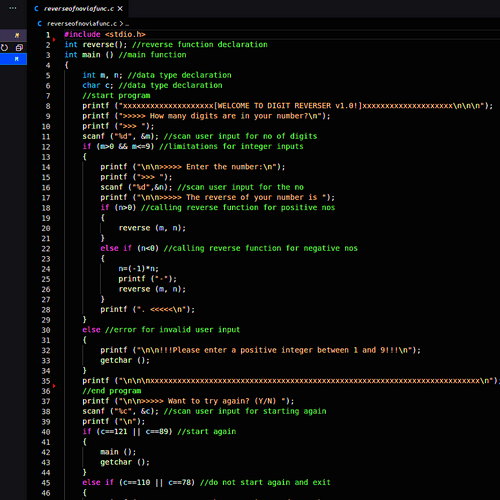 ... C reverseofnoviafunc.c ×
C reverseofnoviafunc.c > ...
M
M
1 #include <stdio.h>
2 int reverse(); //reverse function declaration
3 int main () //main function
4 {
5 int m, n; //data type declaration
6 char c; //data type declaration
7 //start program
8 printf ("xxxxxxxxxxxxxxxxxxxx[WELCOME TO DIGIT REVERSER v1.0!]xxxxxxxxxxxxxxxxxxxx\n\n\n");
9 printf (">>>>> How many digits are in your number?\n");
10 printf (">>> ");
11 scanf ("%d", &m); //scan user input for no of digits
12 if (m>0 && m<=9) //limitations for integer inputs
13 {
14 printf ("\n\n>>>>> Enter the number:\n");
15 printf (">>> ");
16 scanf ("%d",&n); //scan user input for the no
17 printf ("\n\n>>>>> The reverse of your number is ");
18 if (n>0) //calling reverse function for positive nos
19 {
20 reverse (m, n);
21 }
22 else if (n<0) //calling reverse function for negative nos
23 {
24 n=(-1)*n;
25 printf ("-");
26 reverse (m, n);
27 }
28 printf (". <<<<<\n");
29 }
30 else //error for invalid user input
31 {
32 printf ("\n\n!!!Please enter a positive integer between 1 and 9!!!\n");
33 getchar ();
34 }
35 printf ("\n\n\nxxxxxxxxxxxxxxxxxxxxxxxxxxxxxxxxxxxxxxxxxxxxxxxxxxxxxxxxxxxxxxxxxxxxxxxxxx\n");
36 //end program
37 printf ("\n\n>>>>> Want to try again? (Y/N) ");
38 scanf ("%c", &c); //scan user input for starting again
39 printf ("\n");
40 if (c==121 || c==89) //start again
41 {
42 main ();
43 getchar ();
44 }
45 else if (c==110 || c==78) //do not start again and exit
46 {